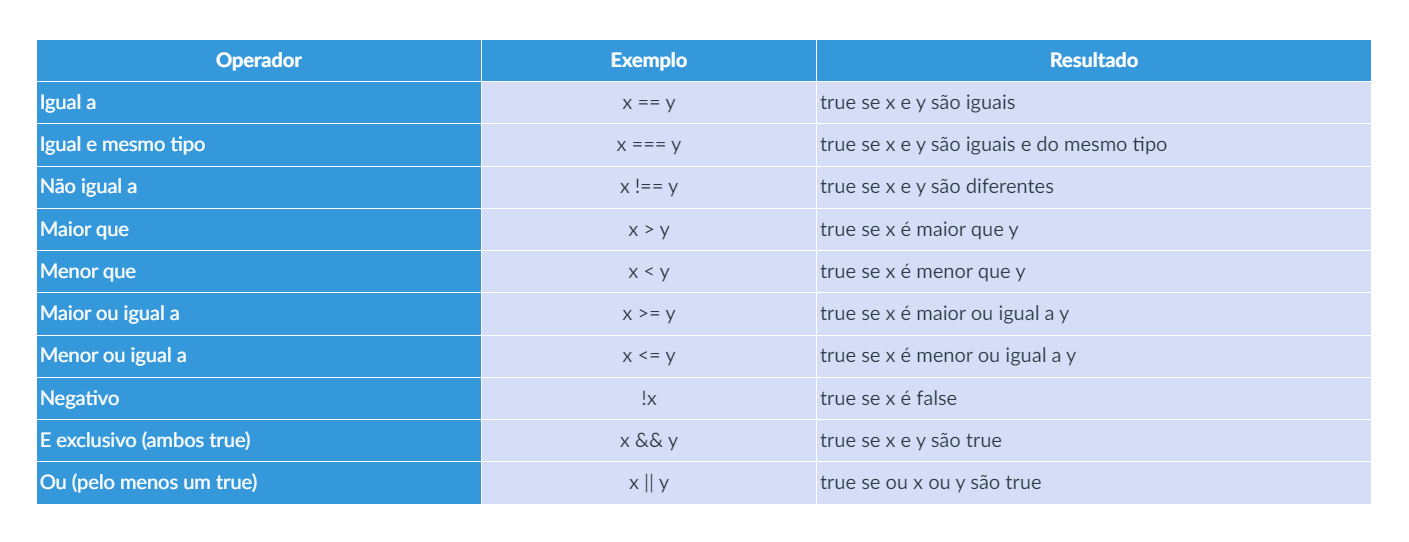 Operador Exemplo Resultado
Igual a x == y true se x e y são iguais
Igual e mesmo tipo x === y true se x e y são iguais e do mesmo tipo
Não igual a x !== y true se x e y são diferentes
Maior que x > y true se x é maior que y
Menor que x < y true se x é menor que y
Maior ou igual a x >= y true se x é maior ou igual a y
Menor ou igual a x <= y true se x é menor ou igual a y
Negativo !x true se x é false
E exclusivo (ambos true) x && y true se x e y são true
Ou (pelo menos um true) x || y true se ou x ou y são true